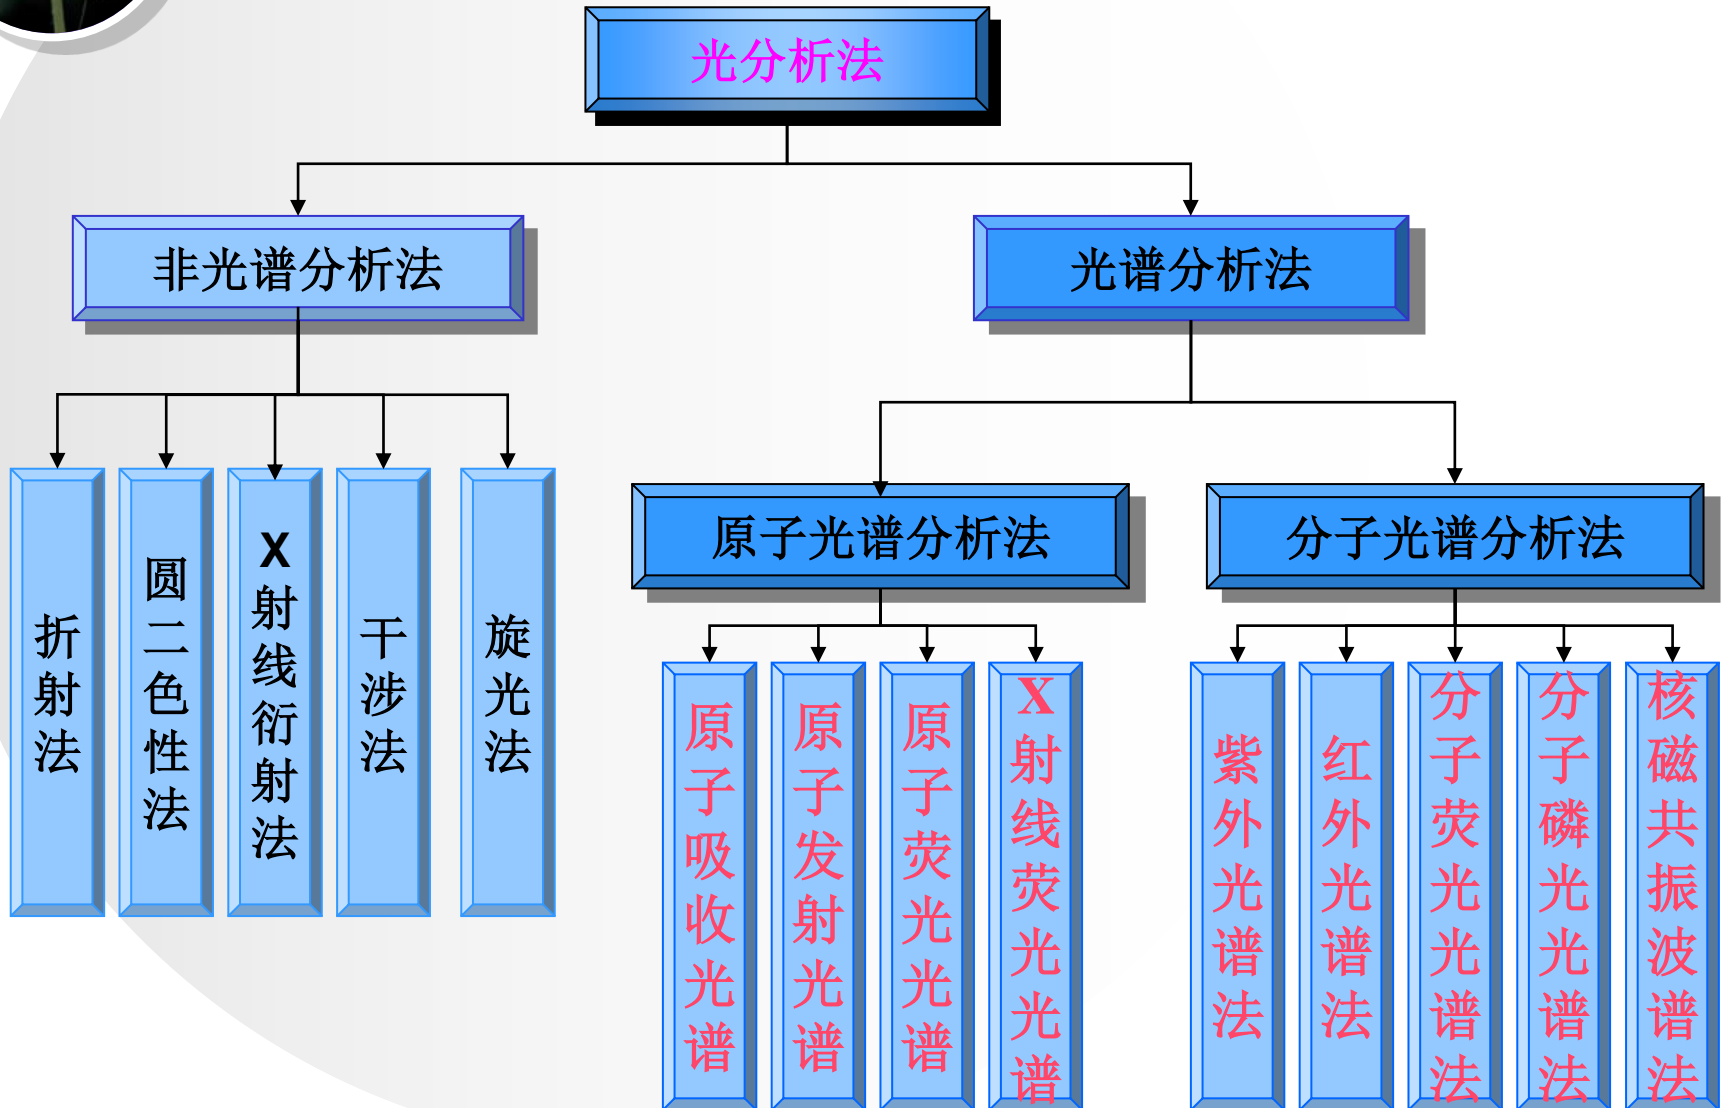 光分析法
非光谱分析法
光谱分析法
折射法
圆二色性法
X射线衍射法
干涉法
旋光法
原子光谱分析法
分子光谱分析法
原子吸收光谱
原子发射光谱
原子荧光光谱
X射线荧光光谱
紫外光谱法
红外光谱法
分子荧光光谱法
分子磷光光谱法
核磁共振波谱法